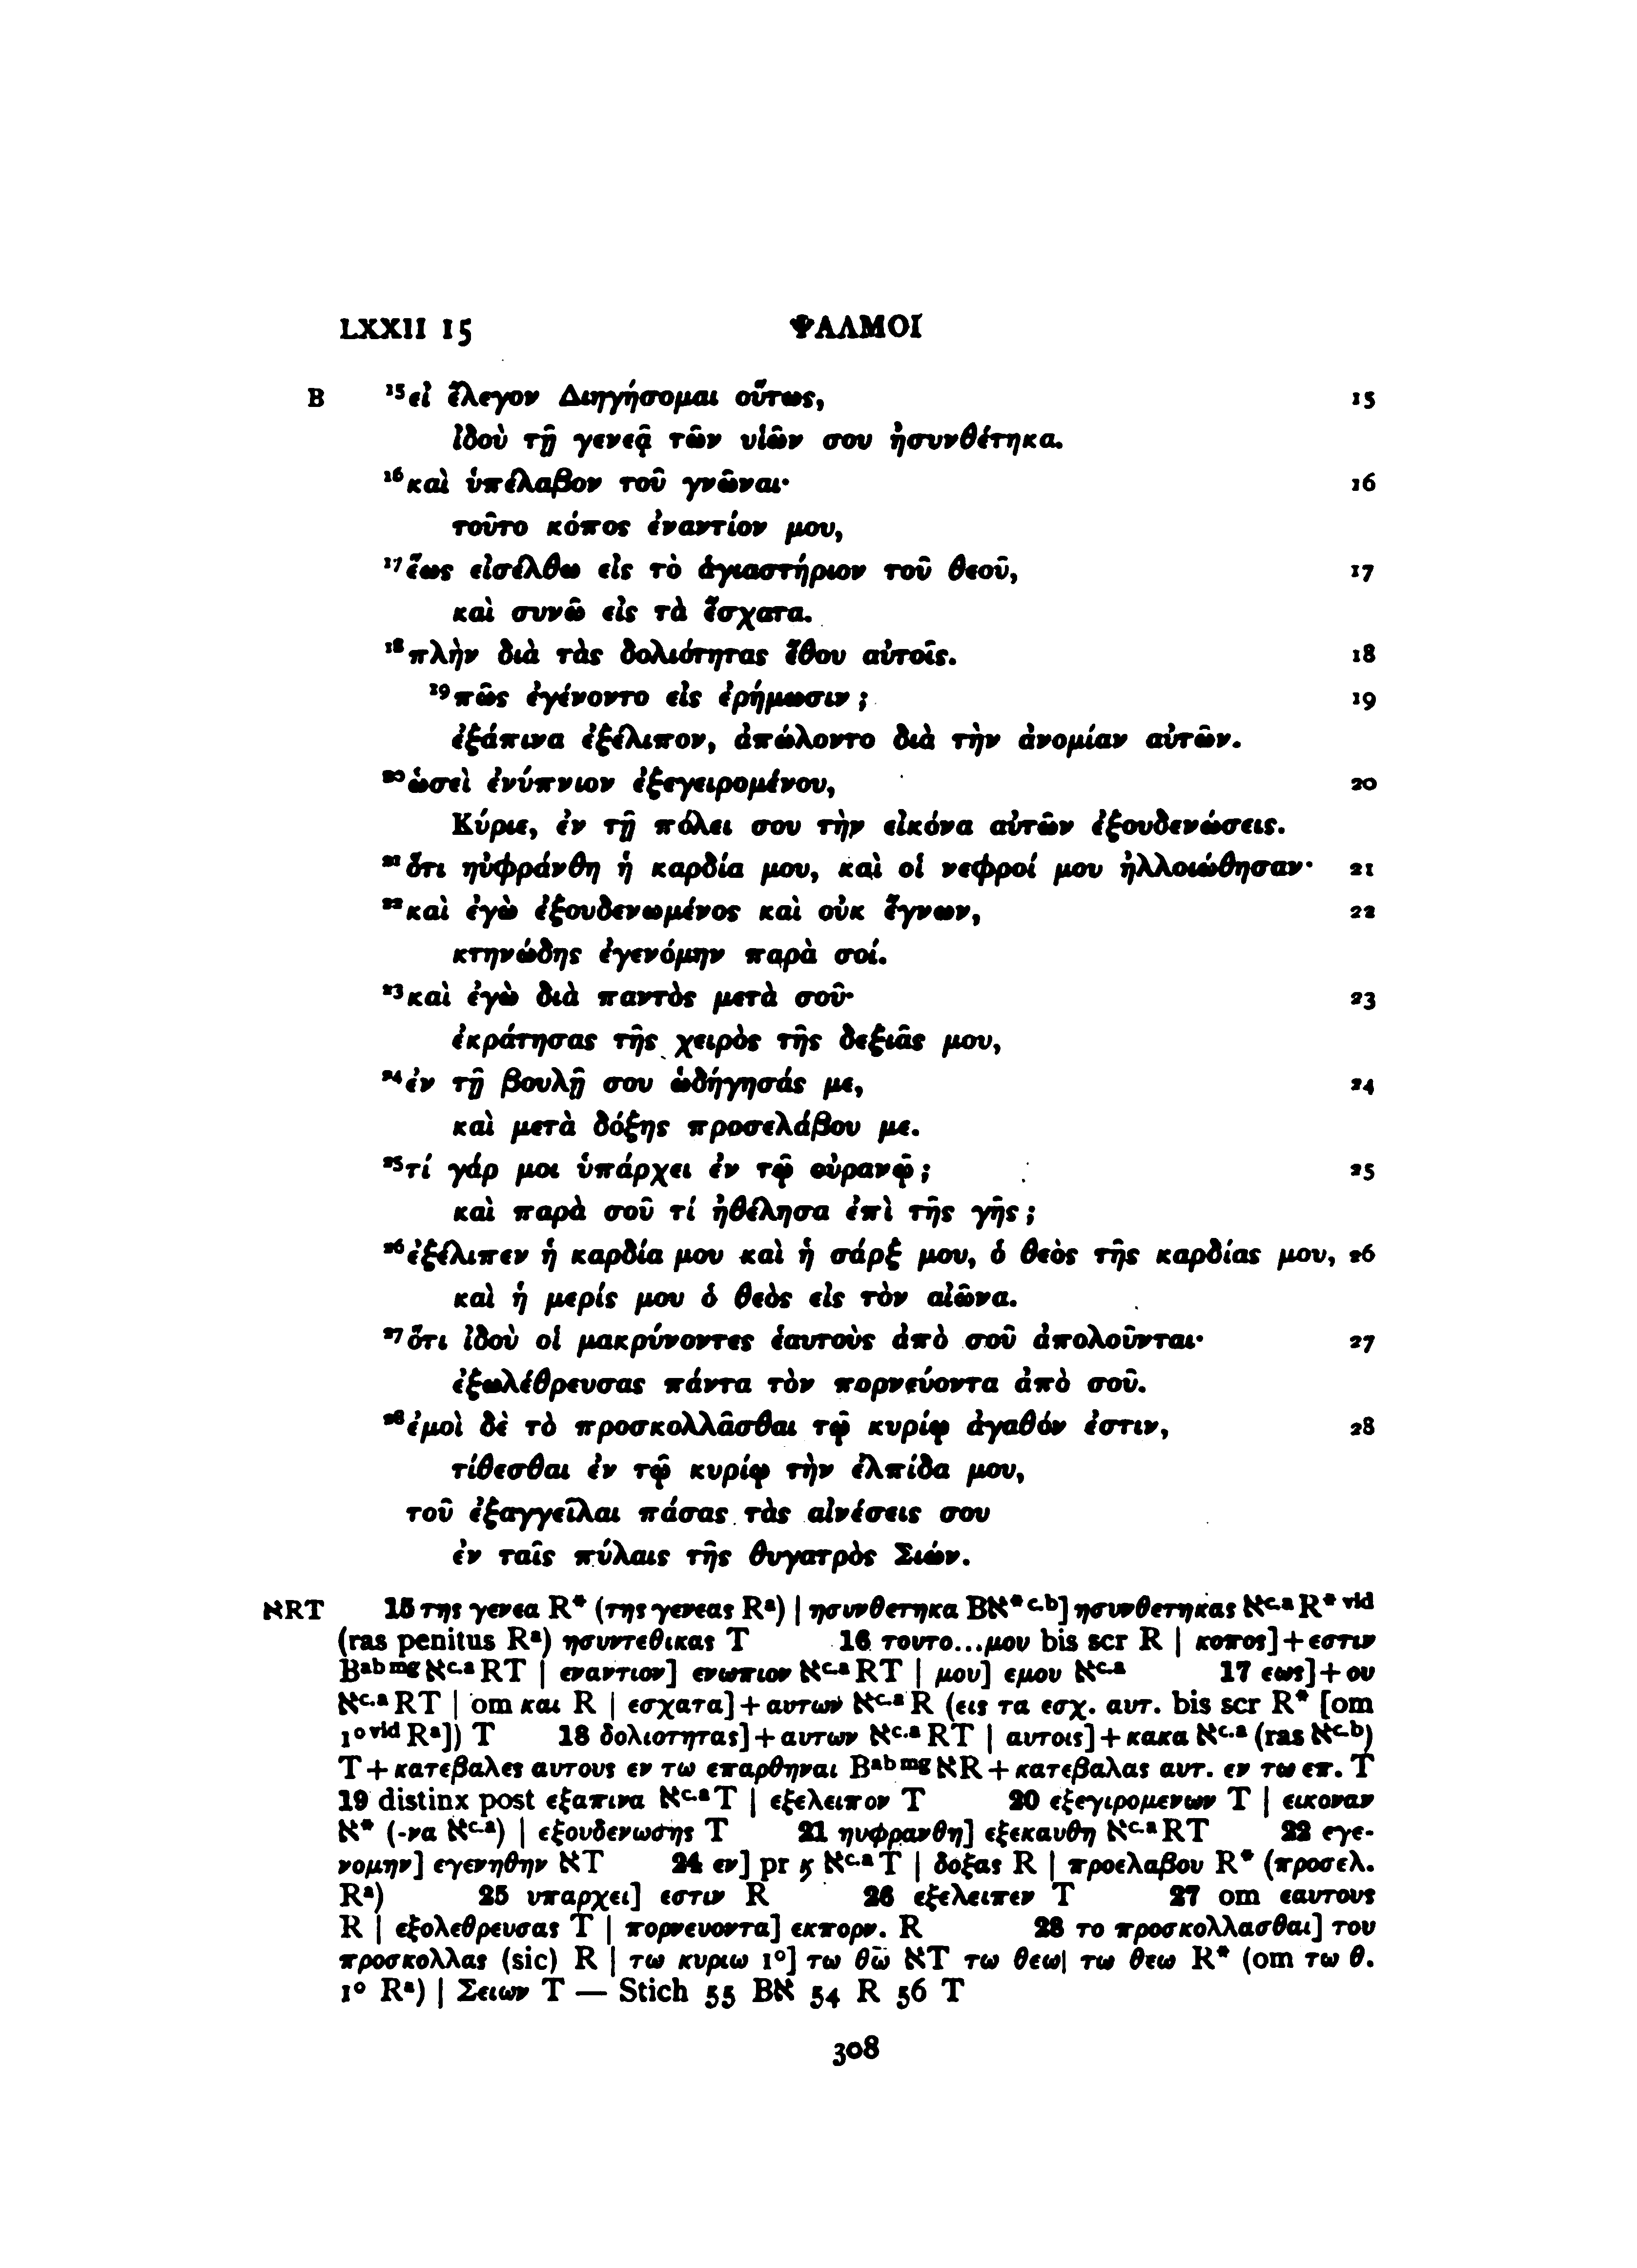 LXXII 15 ΨΑΛΜΟΙ
B ¹⁵εἰ ἔλεγον Διηγήσομαι οὕτως, 15
ἰδοὺ τῇ γενεᾷ τῶν υἱῶν σου ἠσυνθέτηκα.
¹⁶καὶ ὑπέλαβον τοῦ γνῶναι· 16
τοῦτο κόπος ἐναντίον μου,
¹⁷ἕως εἰσέλθω εἰς τὸ ἁγιαστήριον τοῦ θεοῦ, 17
καὶ συνῶ εἰς τὰ ἔσχατα.
¹⁸πλὴν διὰ τὰς δολιότητας ἔθου αὐτοῖς. 18
¹⁹πῶς ἐγένοντο εἰς ἐρήμωσιν; 19
ἐξάπινα ἐξέλιπον, ἀπώλοντο διὰ τὴν ἀνομίαν αὐτῶν.
²⁰ὡσεὶ ἐνύπνιον ἐξεγειρομένου, 20
Κύριε, ἐν τῇ πόλει σου τὴν εἰκόνα αὐτῶν ἐξουδενώσεις.
²¹ὅτι ηὐφράνθη ἡ καρδία μου, καὶ οἱ νεφροί μου ἠλλοιώθησαν· 21
²²καὶ ἐγὼ ἐξουδενωμένος καὶ οὐκ ἔγνων, 22
κτηνώδης ἐγενόμην παρὰ σοί.
²³καὶ ἐγὼ διὰ παντὸς μετὰ σοῦ· 23
ἐκράτησας τῆς χειρὸς τῆς δεξιᾶς μου,
²⁴ἐν τῇ βουλῇ σου ὡδήγησάς με, 24
καὶ μετὰ δόξης προσελάβου με.
²⁵τί γάρ μοι ὑπάρχει ἐν τῷ οὐρανῷ; 25
καὶ παρὰ σοῦ τί ἠθέλησα ἐπὶ τῆς γῆς;
²⁶ἐξέλιπεν ἡ καρδία μου καὶ ἡ σάρξ μου, ὁ θεὸς τῆς καρδίας μου, 26
καὶ ἡ μερίς μου ὁ θεὸς εἰς τὸν αἰῶνα.
²⁷ὅτι ἰδοὺ οἱ μακρύνοντες ἑαυτοὺς ἀπὸ σοῦ ἀπολοῦνται· 27
ἐξωλέθρευσας πάντα τὸν πορνεύοντα ἀπὸ σοῦ.
²⁸ἐμοὶ δὲ τὸ προσκολλᾶσθαι τῷ κυρίῳ ἀγαθόν ἐστιν, 28
τίθεσθαι ἐν τῷ κυρίῳ τὴν ἐλπίδα μου,
τοῦ ἐξαγγεῖλαι πάσας τὰς αἰνέσεις σου
ἐν ταῖς πύλαις τῆς θυγατρὸς Σιών.
אRT 15 της γενεα R* (της γενεας Rᵃ) | ησυνθετηκα Bא*ᶜ·ᵇ] ησυνθετηκας אᶜ·ᵃR*ᵛⁱᵈ
(ras penitus Rᵃ) ησυντεθικας T 16 τουτο...μου bis scr R | κοπος]+εστιν
Bᵃᵇᵐᵍאᶜ·ᵃRT | εναντιον] ενωπιον אᶜ·ᵃRT | μου] εμου אᶜ·ᵃ 17 εως]+ου
אᶜ·ᵃRT | om και R | εσχατα]+αυτων אᶜ·ᵃR (εις τα εσχ. αυτ. bis scr R* [om
1°ᵛⁱᵈRᵃ]) T 18 δολιοτητας]+αυτων אᶜ·ᵃRT | αυτοις]+κακα אᶜ·ᵃ (ras אᶜ·ᵇ)
T+κατεβαλες αυτους εν τω επαρθηναι BᵃᵇᵐᵍאR+κατεβαλας αυτ. εν τω επ. T
19 distinx post εξαπινα אᶜ·ᵃT | εξελειπον T 20 εξεγιρομενων T | εικοναν
א* (-να אᶜ·ᵃ) | εξουδενωσης T 21 ηυφρανθη] εξεκαυθη אᶜ·ᵃRT 22 εγε-
νομην] εγενηθην אT 24 εν] pr ϗ אᶜ·ᵃT | δοξας R | προελαβου R* (προσελ.
Rᵃ) 25 υπαρχει] εστιν R 26 εξελειπεν T 27 om εαυτους
R | εξολεθρευσας T | πορνευοντα] εκπορν. R 28 το προσκολλασθαι] του
προσκολλας (sic) R | τω κυριω 1°] τω θ̅ω̅ אT τω θεω| τω θεω R* (om τω θ.
1° Rᵃ) | Σειων T — Stich 55 Bא 54 R 56 T
308